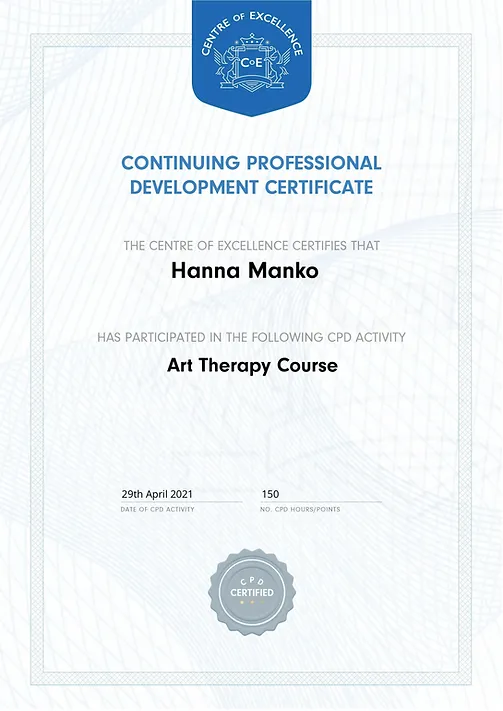 CENTRE OF EXCELLENCE
CoE
CONTINUING PROFESSIONAL
DEVELOPMENT CERTIFICATE
THE CENTRE OF EXCELLENCE CERTIFIES THAT
Hanna Manko
HAS PARTICIPATED IN THE FOLLOWING CPD ACTIVITY
Art Therapy Course
29th April 2021 150
DATE OF CPD ACTIVITY NO. CPD HOURS/POINTS
CPD
CERTIFIED